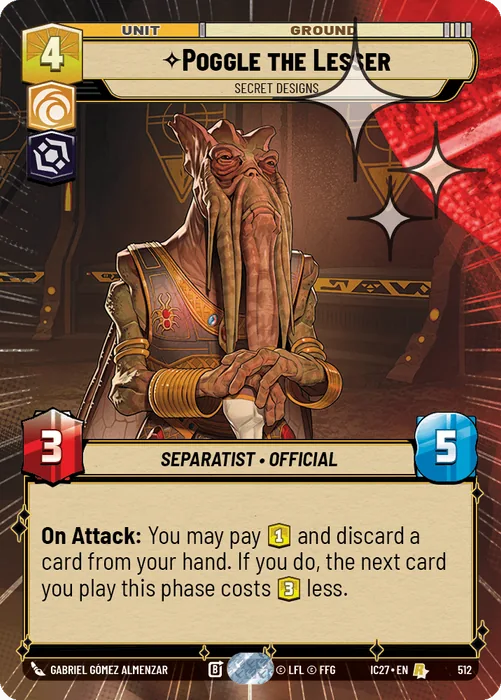 UNIT
GROUND
4
POGGLE THE LESSER
SECRET DESIGNS
3
5
SEPARATIST • OFFICIAL
On Attack: You may pay 1 and discard a
card from your hand. If you do, the next card
you play this phase costs 3 less.
GABRIEL GÓMEZ ALMENZAR
B
© LFL © FFG
IC27 • EN
R
512